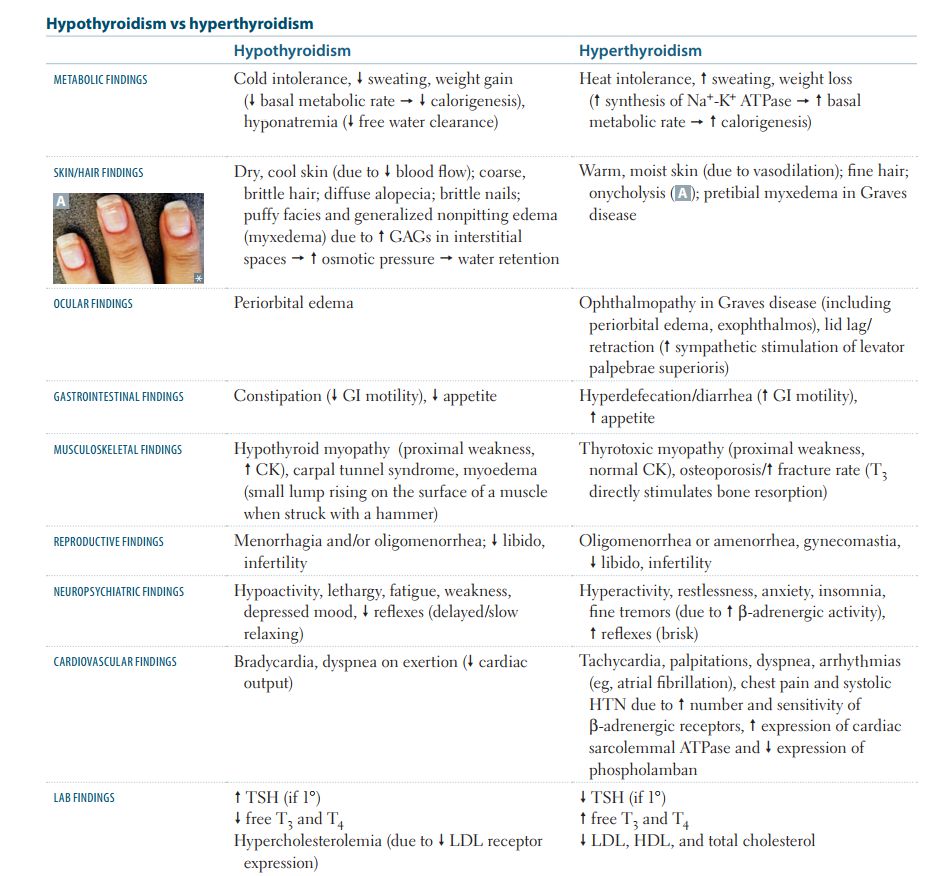 Hypothyroidism vs hyperthyroidism
Hypothyroidism
Hyperthyroidism
METABOLIC FINDINGS
Cold intolerance, ↓ sweating, weight gain
(↓ basal metabolic rate → ↓ calorigenesis),
hyponatremia (↓ free water clearance)
Heat intolerance, ↑ sweating, weight loss
(↑ synthesis of Na⁺-K⁺ ATPase → ↑ basal
metabolic rate → ↑ calorigenesis)
SKIN/HAIR FINDINGS
A
Dry, cool skin (due to ↓ blood flow); coarse,
brittle hair; diffuse alopecia; brittle nails;
puffy facies and generalized nonpitting edema
(myxedema) due to ↑ GAGs in interstitial
spaces → ↑ osmotic pressure → water retention
Warm, moist skin (due to vasodilation); fine hair;
onycholysis (A); pretibial myxedema in Graves
disease
OCULAR FINDINGS
Periorbital edema
Ophthalmopathy in Graves disease (including
periorbital edema, exophthalmos), lid lag/
retraction (↑ sympathetic stimulation of levator
palpebrae superioris)
GASTROINTESTINAL FINDINGS
Constipation (↓ GI motility), ↓ appetite
Hyperdefecation/diarrhea (↑ GI motility),
↑ appetite
MUSCULOSKELETAL FINDINGS
Hypothyroid myopathy (proximal weakness,
↑ CK), carpal tunnel syndrome, myoedema
(small lump rising on the surface of a muscle
when struck with a hammer)
Thyrotoxic myopathy (proximal weakness,
normal CK), osteoporosis/↑ fracture rate (T₃
directly stimulates bone resorption)
REPRODUCTIVE FINDINGS
Menorrhagia and/or oligomenorrhea; ↓ libido,
infertility
Oligomenorrhea or amenorrhea, gynecomastia,
↓ libido, infertility
NEUROPSYCHIATRIC FINDINGS
Hypoactivity, lethargy, fatigue, weakness,
depressed mood, ↓ reflexes (delayed/slow
relaxing)
Hyperactivity, restlessness, anxiety, insomnia,
fine tremors (due to ↑ β-adrenergic activity),
↑ reflexes (brisk)
CARDIOVASCULAR FINDINGS
Bradycardia, dyspnea on exertion (↓ cardiac
output)
Tachycardia, palpitations, dyspnea, arrhythmias
(eg, atrial fibrillation), chest pain and systolic
HTN due to ↑ number and sensitivity of
β-adrenergic receptors, ↑ expression of cardiac
sarcolemmal ATPase and ↓ expression of
phospholamban
LAB FINDINGS
↑ TSH (if 1°)
↓ free T₃ and T₄
Hypercholesterolemia (due to ↓ LDL receptor
expression)
↓ TSH (if 1°)
↑ free T₃ and T₄
↓ LDL, HDL, and total cholesterol